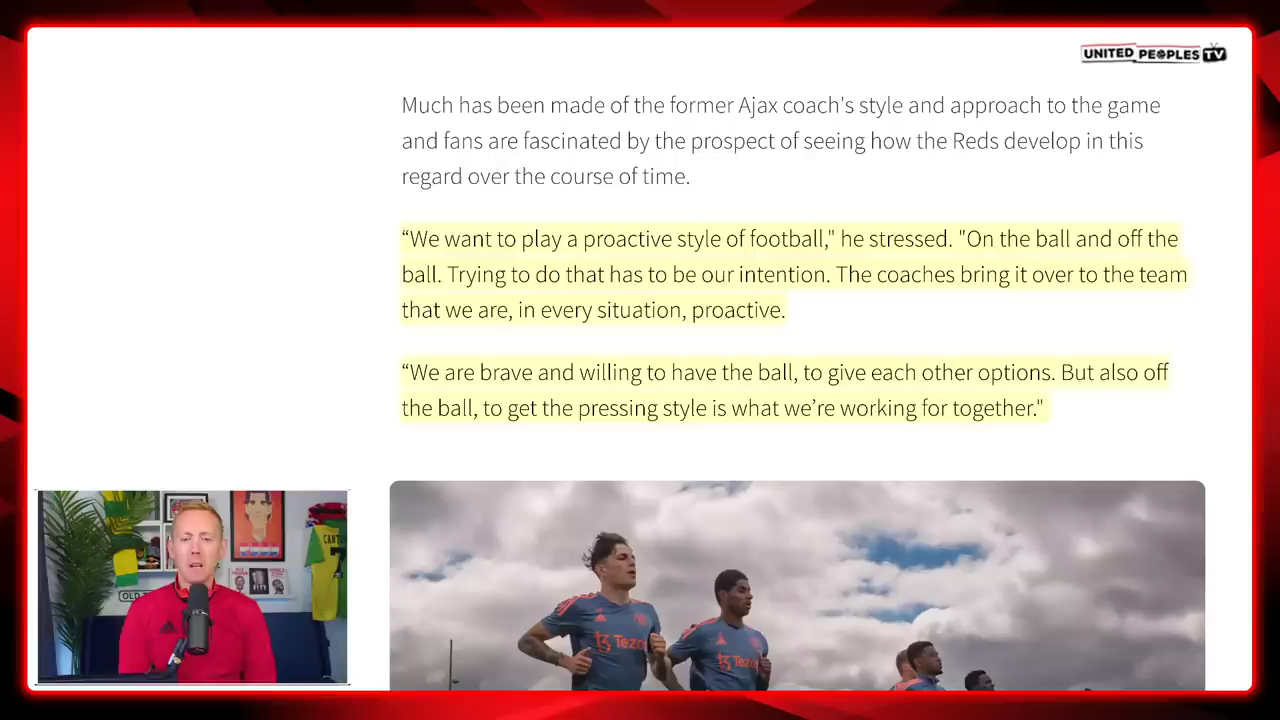 UNITED PEOPLES TV
Much has been made of the former Ajax coach's style and approach to the game
and fans are fascinated by the prospect of seeing how the Reds develop in this
regard over the course of time.
“We want to play a proactive style of football," he stressed. "On the ball and off the
ball. Trying to do that has to be our intention. The coaches bring it over to the team
that we are, in every situation, proactive.
“We are brave and willing to have the ball, to give each other options. But also off
the ball, to get the pressing style is what we’re working for together."